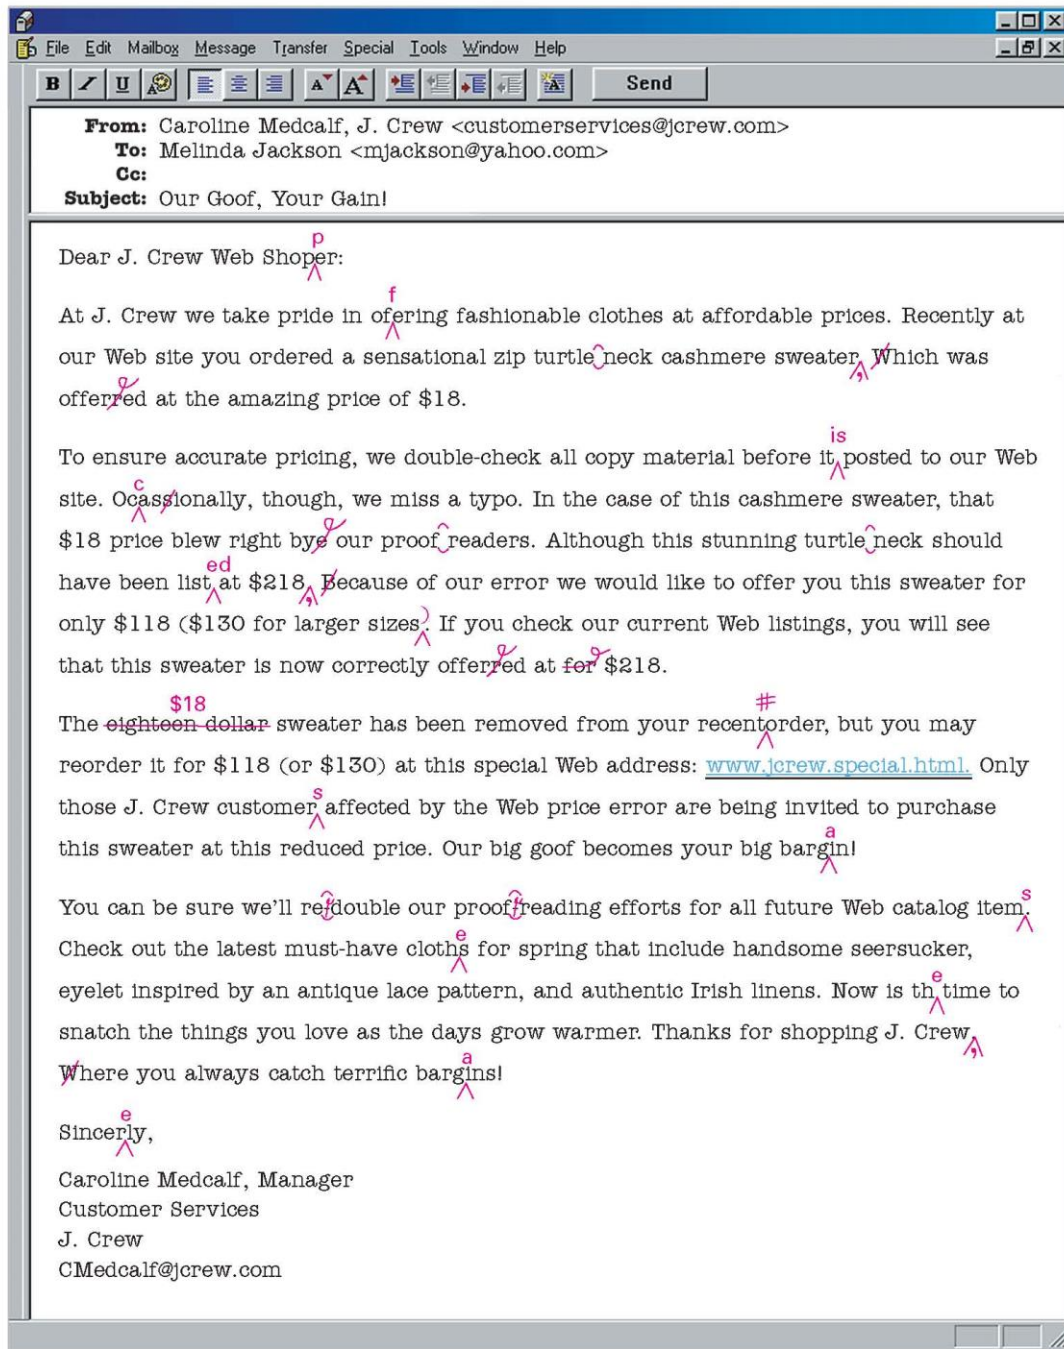 File Edit Mailbox Message Transfer Special Tools Window Help
B I U A A A A Send
From: Caroline Medcalf, J. Crew <customerservices@jcrew.com>
To: Melinda Jackson <mjackson@yahoo.com>
Cc:
Subject: Our Goof, Your Gain!
p
Dear J. Crew Web Shoper:
f
At J. Crew we take pride in ofering fashionable clothes at affordable prices. Recently at
our Web site you ordered a sensational zip turtle neck cashmere sweater, Which was
offerred at the amazing price of $18.
is
To ensure accurate pricing, we double-check all copy material before it posted to our Web
c
site. Ocassionally, though, we miss a typo. In the case of this cashmere sweater, that
$18 price blew right bye our proof readers. Although this stunning turtle neck should
ed
have been list at $218, Because of our error we would like to offer you this sweater for
only $118 ($130 for larger sizes). If you check our current Web listings, you will see
that this sweater is now correctly offerred at for $218.
$18 #
The eighteen dollar sweater has been removed from your recentorder, but you may
reorder it for $118 (or $130) at this special Web address: www.jcrew.special.html. Only
s
those J. Crew customer affected by the Web price error are being invited to purchase
a
this sweater at this reduced price. Our big goof becomes your big bargin!
s
You can be sure we'll refdouble our prooffreading efforts for all future Web catalog item.
e
Check out the latest must-have cloths for spring that include handsome seersucker,
e
eyelet inspired by an antique lace pattern, and authentic Irish linens. Now is th time to
snatch the things you love as the days grow warmer. Thanks for shopping J. Crew,
a
Where you always catch terrific bargins!
e
Sincerly,
Caroline Medcalf, Manager
Customer Services
J. Crew
CMedcalf@jcrew.com